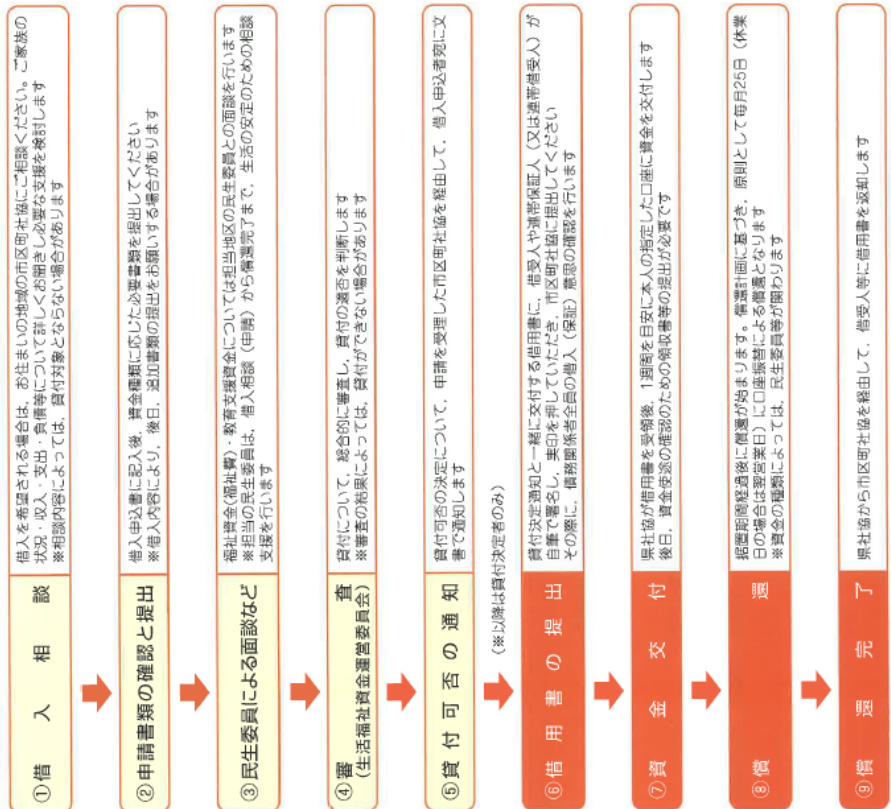 ①借入相談
借入を希望される場合は、お住まいの地域の市区町社協にご相談ください。ご家族の
状況・収入・支出・負債等について詳しくお聞きし必要な支援を検討します
※相談内容によっては、貸付対象とならない場合があります
②申請書類の確認と提出
借入申込書に記入後、資金種類に応じた必要書類を提出してください
※借入内容により、後日、追加書類の提出をお願いする場合があります
③民生委員による面談など
福祉資金(福祉費)・教育支援資金については担当地区の民生委員との面談を行います
※担当の民生委員は、借入相談(申請)から償還完了まで、生活の安定のための相談
支援を行います
④審査
(生活福祉資金運営委員会)
貸付について、総合的に審査し、貸付の適否を判断します
※審査の結果によっては、貸付ができない場合があります
⑤貸付可否の通知
貸付可否の決定について、申請を受理した市区町社協を経由して、借入申込者宛に文
書で通知します
(※以降は貸付決定者のみ)
⑥借用書の提出
貸付決定通知と一緒に交付する借用書に、借受人や連帯保証人(又は連帯借受人)が
自筆で署名し、実印を押していただき、市区町社協に提出してください
その際に、債務関係者全員の借入(保証)意思の確認を行います
⑦資金交付
県社協が借用書を受領後、1週間を目安に本人の指定した口座に資金を交付します
後日、資金使途の確認のための領収書等の提出が必要です
⑧償還
据置期間経過後に償還が始まります。償還計画に基づき、原則として毎月25日(休業
日の場合は翌営業日)に口座振替による償還となります
※資金の種類によっては、民生委員等が関わります
⑨償還完了
県社協から市区町社協を経由して、借受人等に借用書を返却します